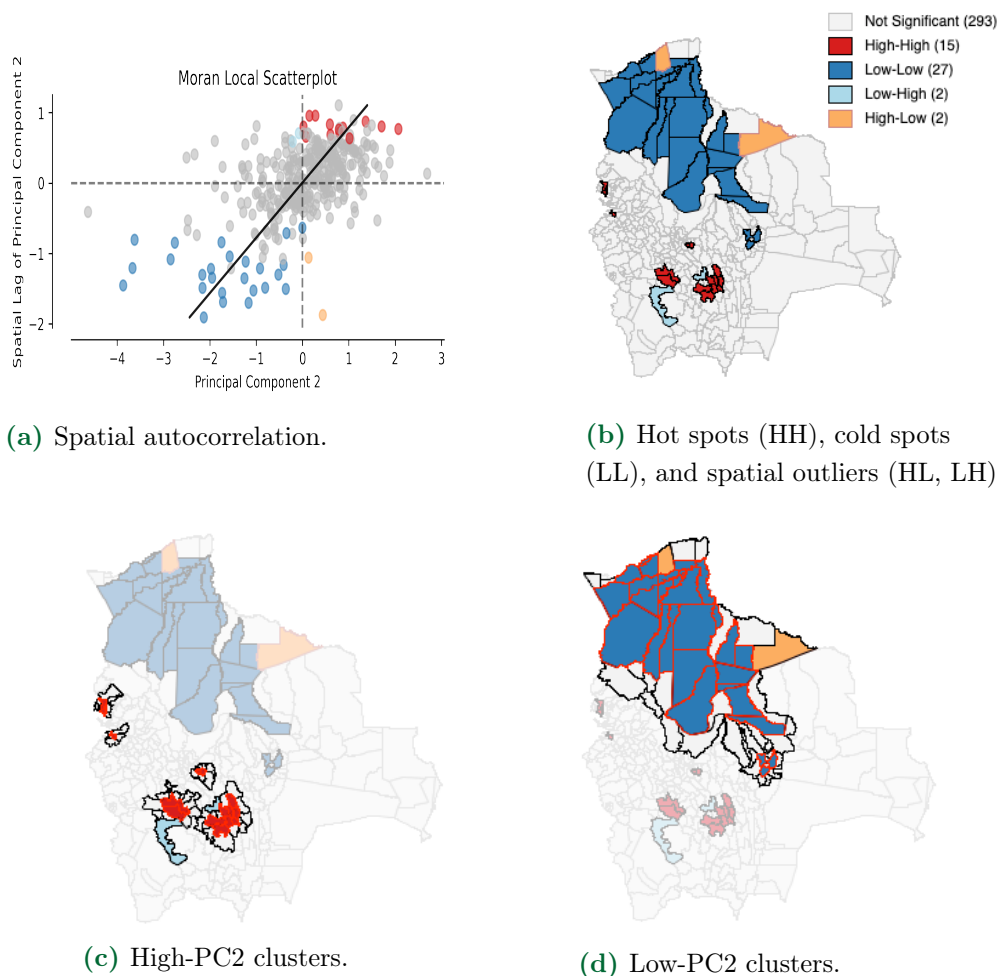 Moran Local Scatterplot
Spatial Lag of Principal Component 2
1
0
−1
−2
−4 −3 −2 −1 0 1 2 3
Principal Component 2
(a) Spatial autocorrelation.
Not Significant (293)
High-High (15)
Low-Low (27)
Low-High (2)
High-Low (2)
(b) Hot spots (HH), cold spots
(LL), and spatial outliers (HL, LH)
(c) High-PC2 clusters.
(d) Low-PC2 clusters.